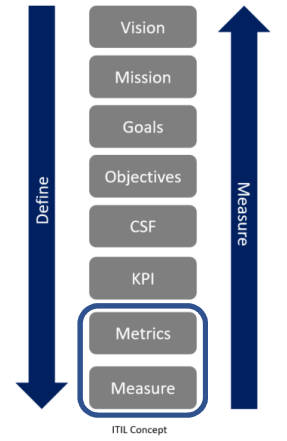 Vision
Mission
Goals
Objectives
CSF
KPI
Metrics
Measure
Define
Measure
ITIL Concept